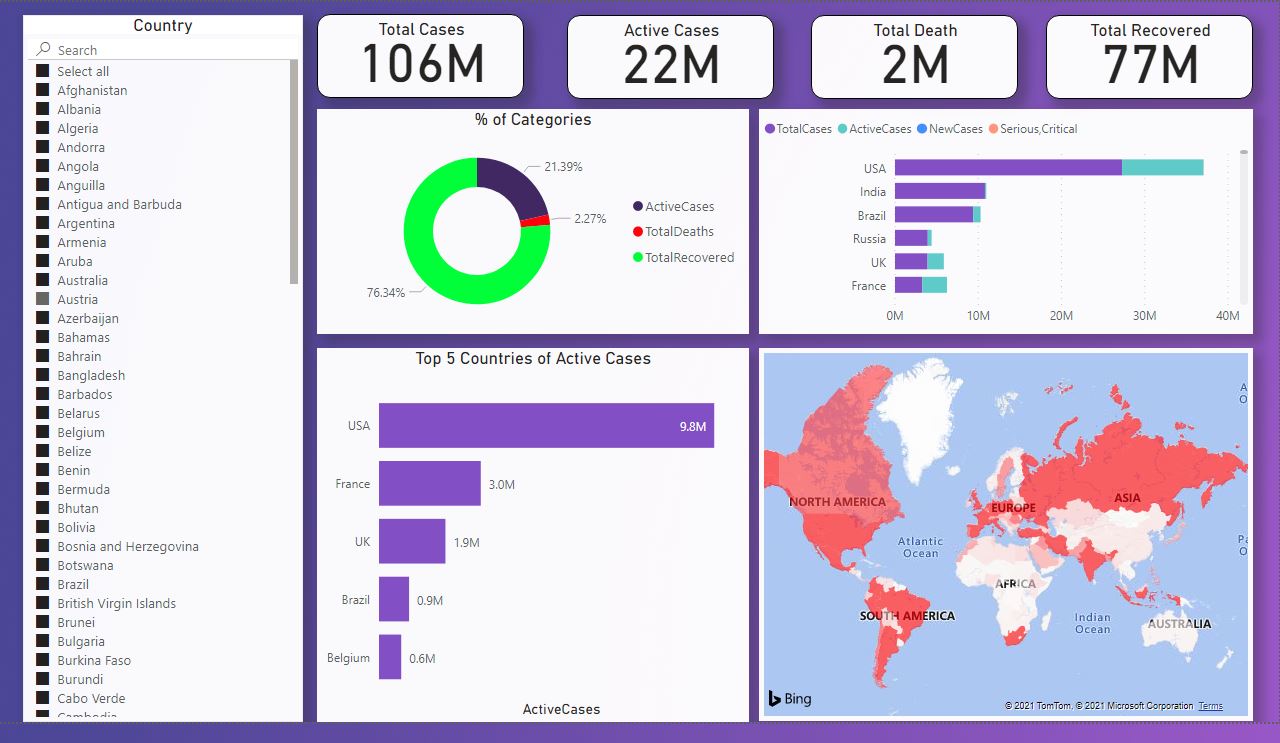 Country
Search
Select all
Afghanistan
Albania
Algeria
Andorra
Angola
Anguilla
Antigua and Barbuda
Argentina
Armenia
Aruba
Australia
Austria
Azerbaijan
Bahamas
Bahrain
Bangladesh
Barbados
Belarus
Belgium
Belize
Benin
Bermuda
Bhutan
Bolivia
Bosnia and Herzegovina
Botswana
Brazil
British Virgin Islands
Brunei
Bulgaria
Burkina Faso
Burundi
Cabo Verde
Cambodia
Total Cases
106M
Active Cases
22M
Total Death
2M
Total Recovered
77M
% of Categories
21.39%
2.27%
76.34%
ActiveCases
TotalDeaths
TotalRecovered
TotalCases ActiveCases NewCases Serious,Critical
USA
India
Brazil
Russia
UK
France
0M 10M 20M 30M 40M
Top 5 Countries of Active Cases
USA 9.8M
France 3.0M
UK 1.9M
Brazil 0.9M
Belgium 0.6M
ActiveCases
A
O
NORTH AMERICA
EUROPE
ASIA
Atlantic
Ocean
Pa
O
AFRICA
SOUTH AMERICA
Indian
Ocean
AUSTRALIA
Bing
© 2021 TomTom, © 2021 Microsoft Corporation Terms